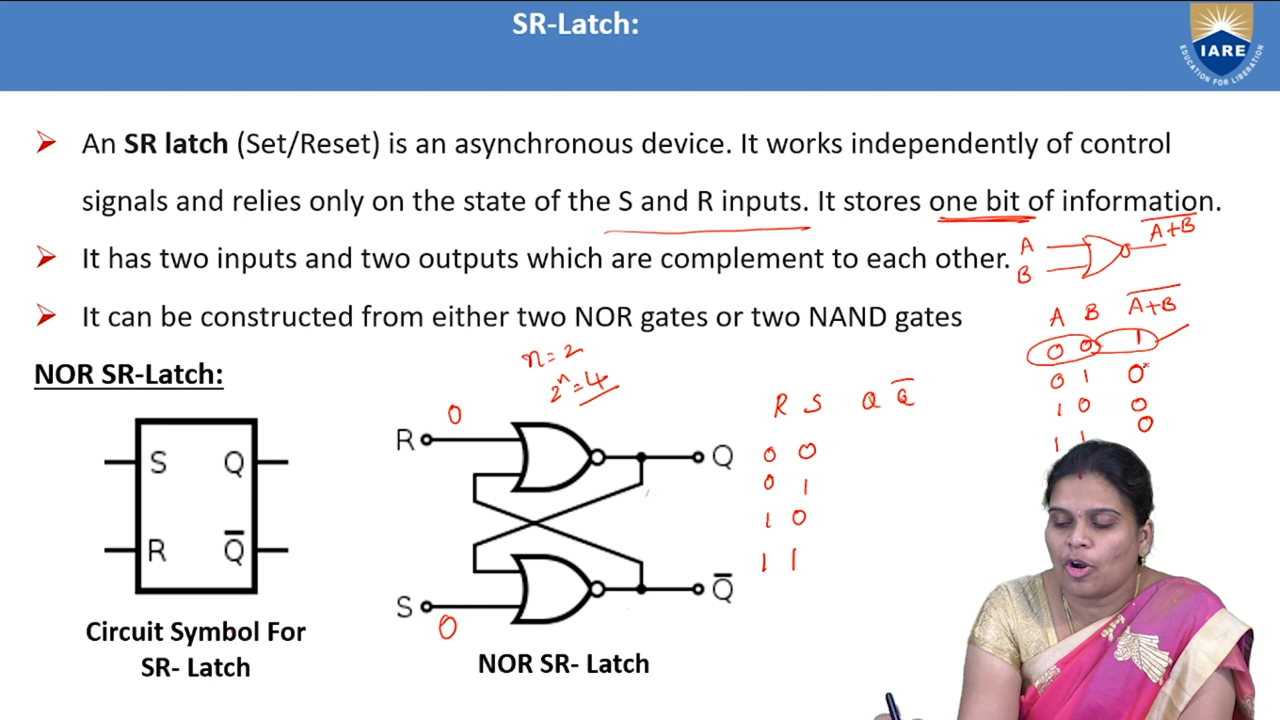 SR-Latch:
IARE
EDUCATION FOR LIBERATION
An SR latch (Set/Reset) is an asynchronous device. It works independently of control
signals and relies only on the state of the S and R inputs. It stores one bit of information.
A
B
A+B
It has two inputs and two outputs which are complement to each other.
It can be constructed from either two NOR gates or two NAND gates
A B A+B
0 0 1
0 1 0
1 0 0
1 1 0
NOR SR-Latch:
n=2
2ⁿ=4
S Q
R Q̅
Circuit Symbol For
SR- Latch
R 0 Q
S 0 Q̅
NOR SR- Latch
R S Q Q̅
0 0
0 1
1 0
1 1